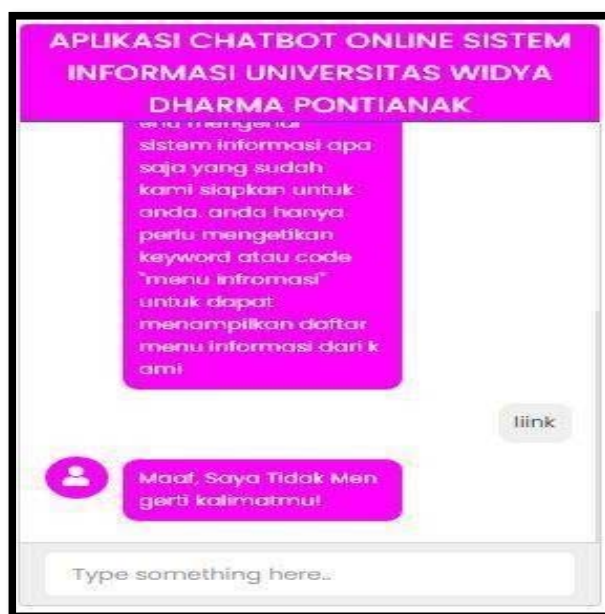 APLIKASI CHATBOT ONLINE SISTEM
INFORMASI UNIVERSITAS WIDYA
DHARMA PONTIANAK
enu mengenai
sistem informasi apa
saja yang sudah
kami siapkan untuk
anda. anda hanya
perlu mengetikan
keyword atau code
"menu infromasi"
untuk dapat
menampilkan daftar
menu informasi dari k
ami
liink
Maaf, Saya Tidak Men
gerti kalimatmu!
Type something here..